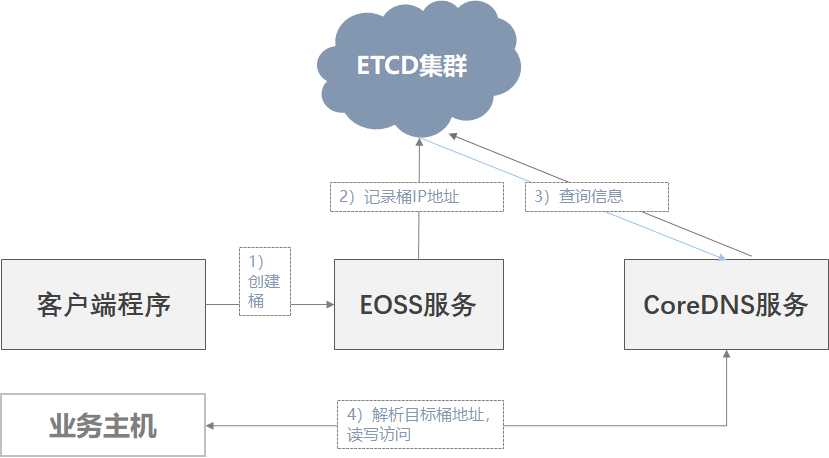 ETCD集群
2）记录桶IP地址
3）查询信息
1）
创建
桶
客户端程序
EOSS服务
CoreDNS服务
业务主机
4）解析目标桶地址，
读写访问